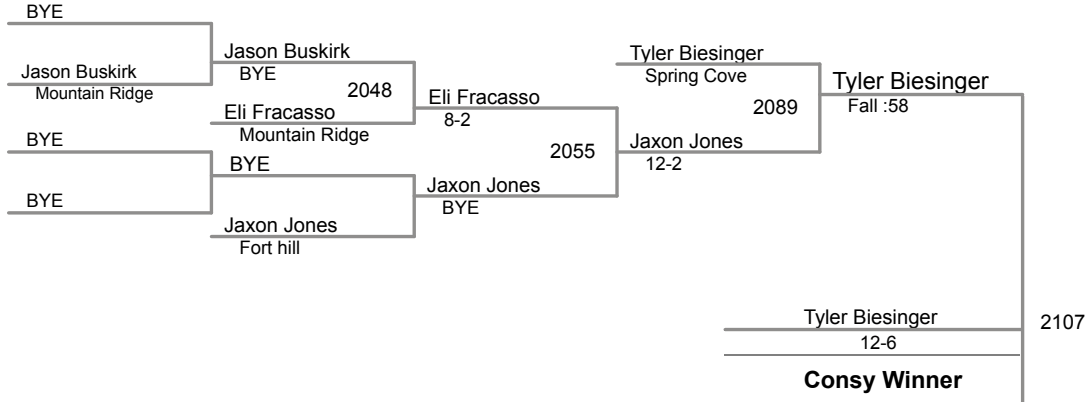 BYE
Jason Buskirk
Tyler Biesinger
Jason Buskirk
BYE
Spring Cove
Tyler Biesinger
Mountain Ridge
2048
Eli Fracasso
2089
Fall :58
Eli Fracasso
8-2
Mountain Ridge
BYE
Jaxon Jones
2055
BYE
12-2
Jaxon Jones
BYE
BYE
Jaxon Jones
Fort hill
Tyler Biesinger
2107
12-6
Consy Winner